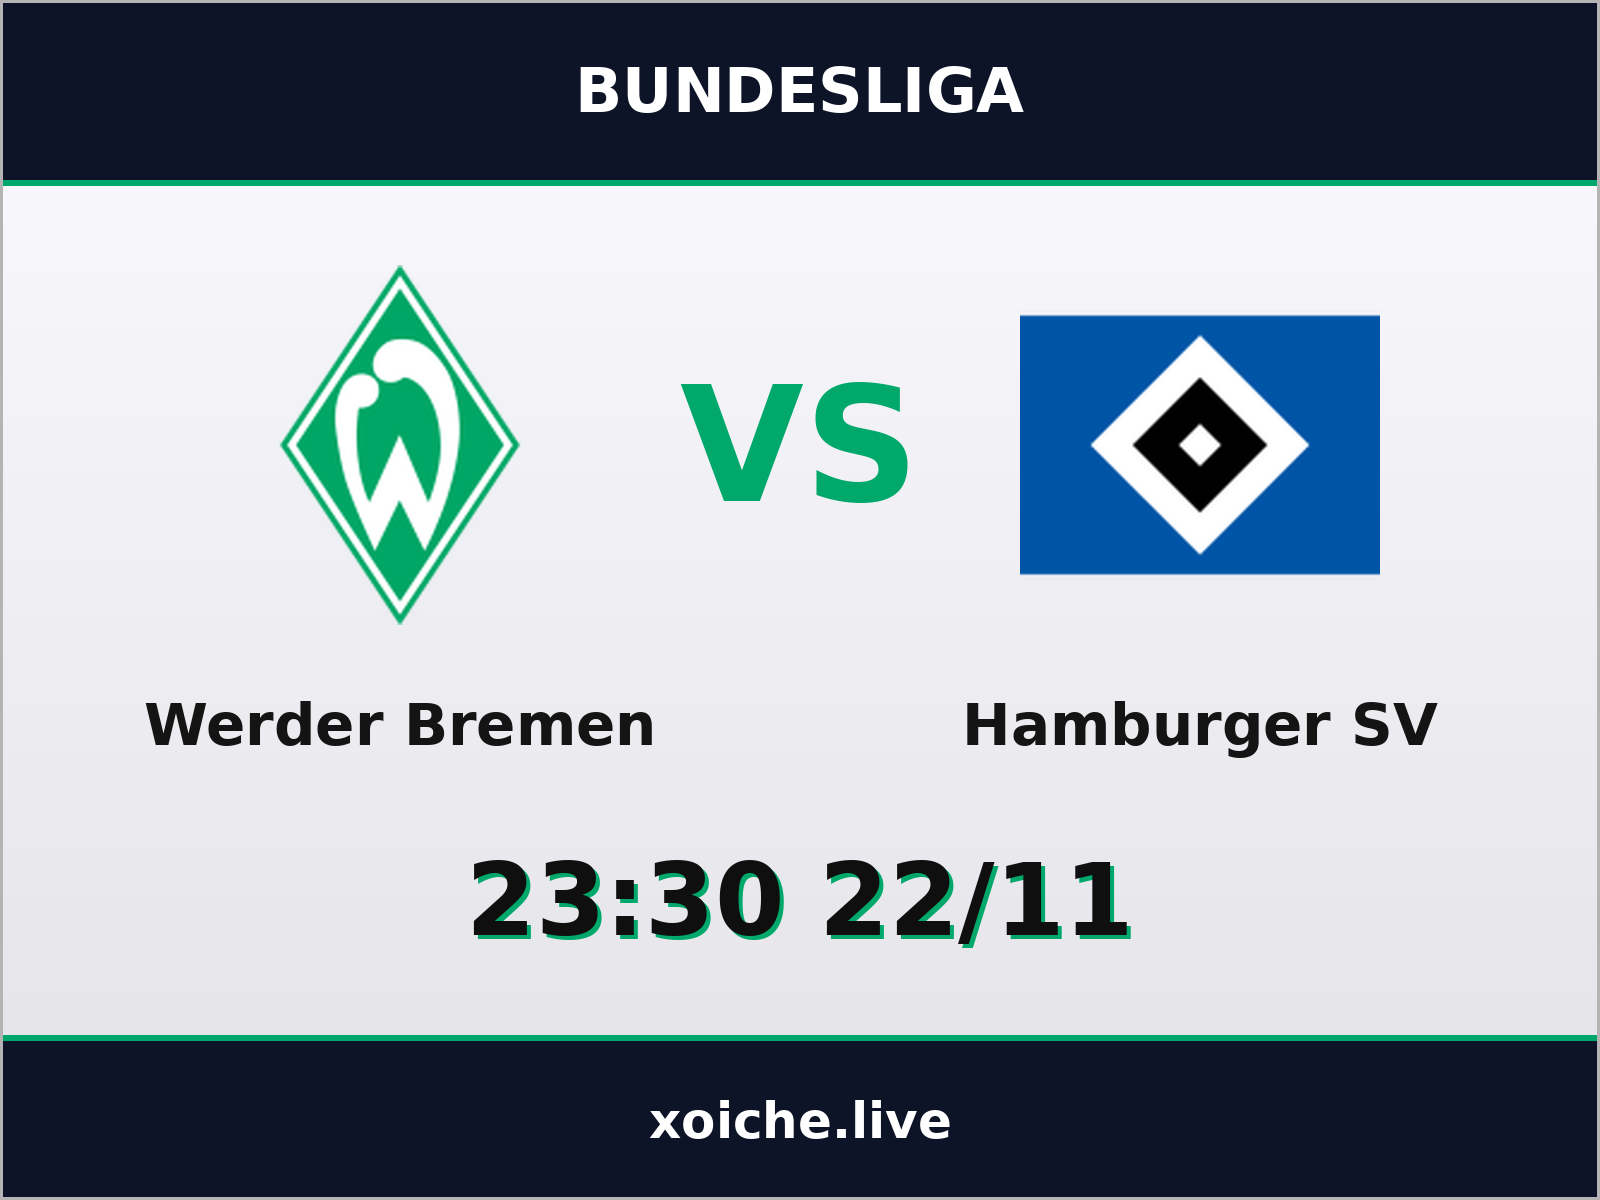 BUNDESLIGA
VS
Werder Bremen
Hamburger SV
23:30 22/11
xoiche.live